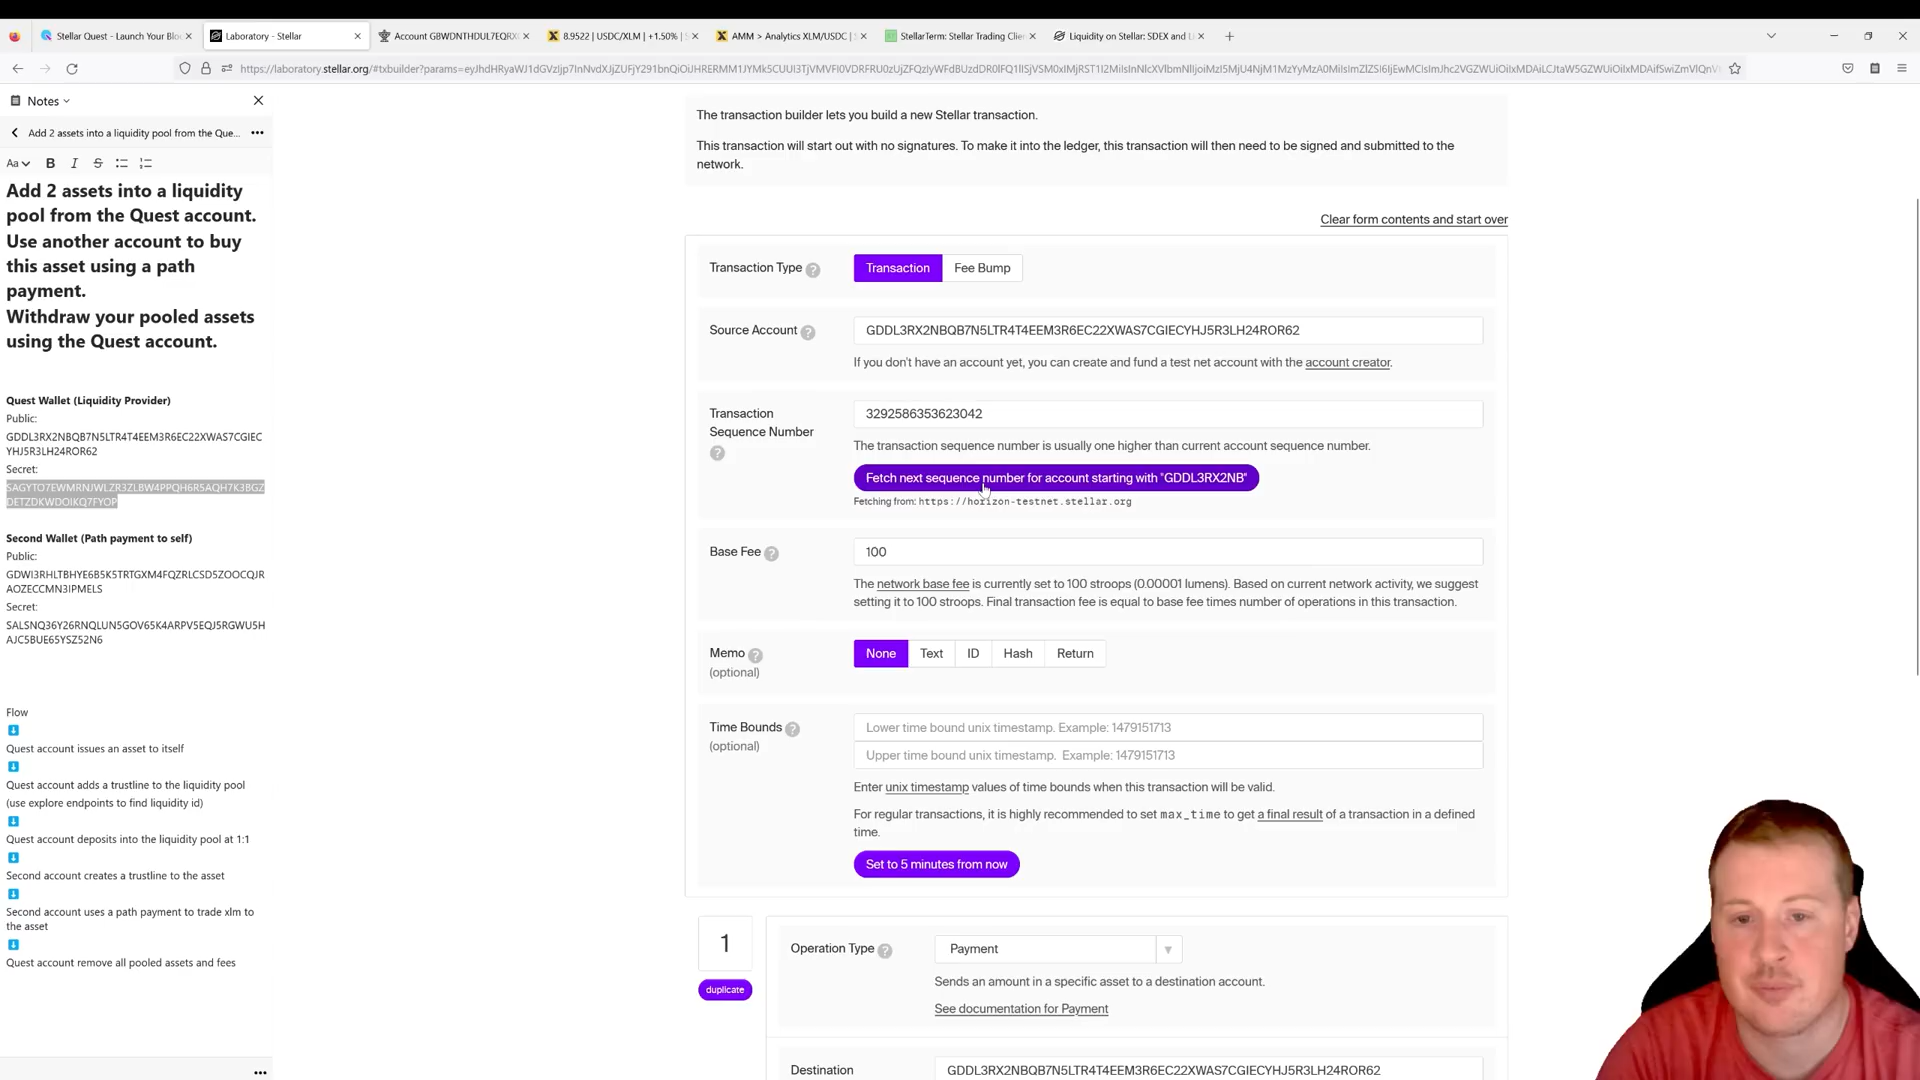 Stellar Quest - Launch Your Bloc
Laboratory - Stellar
Account GBWDNTHDUL7EQRXC
8.9522 | USDC/XLM | +1.50% | S
AMM > Analytics XLM/USDC | S
StellarTerm: Stellar Trading Clien
Liquidity on Stellar: SDEX and Li
Notes
Add 2 assets into a liquidity pool from the Que...
Aa B I S
Add 2 assets into a liquidity
pool from the Quest account.
Use another account to buy
this asset using a path
payment.
Withdraw your pooled assets
using the Quest account.
Quest Wallet (Liquidity Provider)
Public:
GDDL3RX2NBQB7N5LTR4T4EEM3R6EC22XWAS7CGIEC
YHJ5R3LH24ROR62
Secret:
SAGYTO7EWMRNJWLZR3ZLBW4PPQH6R5AQH7K3BGZ
DETZDKWDOIKQ7FYOP
Second Wallet (Path payment to self)
Public:
GDWI3RHLTBHYE6B5K5TRTGXM4FQZRLCSD5ZOOCQJR
AOZECCMN3IPMELS
Secret:
SALSNQ36Y26RNQLUN5GOV65K4ARPV5EQJ5RGWU5H
AJC5BUE65YSZ52N6
Flow
Quest account issues an asset to itself
Quest account adds a trustline to the liquidity pool
(use explore endpoints to find liquidity id)
Quest account deposits into the liquidity pool at 1:1
Second account creates a trustline to the asset
Second account uses a path payment to trade xlm to
the asset
Quest account remove all pooled assets and fees
The transaction builder lets you build a new Stellar transaction.
This transaction will start out with no signatures. To make it into the ledger, this transaction will then need to be signed and submitted to the
network.
Clear form contents and start over
Transaction Type ? Transaction Fee Bump
Source Account ? GDDL3RX2NBQB7N5LTR4T4EEM3R6EC22XWAS7CGIECYHJ5R3LH24ROR62
If you don't have an account yet, you can create and fund a test net account with the account creator.
Transaction
Sequence Number
?
3292586353623042
The transaction sequence number is usually one higher than current account sequence number.
Fetch next sequence number for account starting with "GDDL3RX2NB"
Fetching from: https://horizon-testnet.stellar.org
Base Fee ? 100
The network base fee is currently set to 100 stroops (0.00001 lumens). Based on current network activity, we suggest
setting it to 100 stroops. Final transaction fee is equal to base fee times number of operations in this transaction.
Memo ?
(optional)
None Text ID Hash Return
Time Bounds ?
(optional)
Lower time bound unix timestamp. Example: 1479151713
Upper time bound unix timestamp. Example: 1479151713
Enter unix timestamp values of time bounds when this transaction will be valid.
For regular transactions, it is highly recommended to set max_time to get a final result of a transaction in a defined
time.
Set to 5 minutes from now
1
duplicate
Operation Type ? Payment
Sends an amount in a specific asset to a destination account.
See documentation for Payment
Destination GDDL3RX2NBQB7N5LTR4T4EEM3R6EC22XWAS7CGIECYHJ5R3LH24ROR62